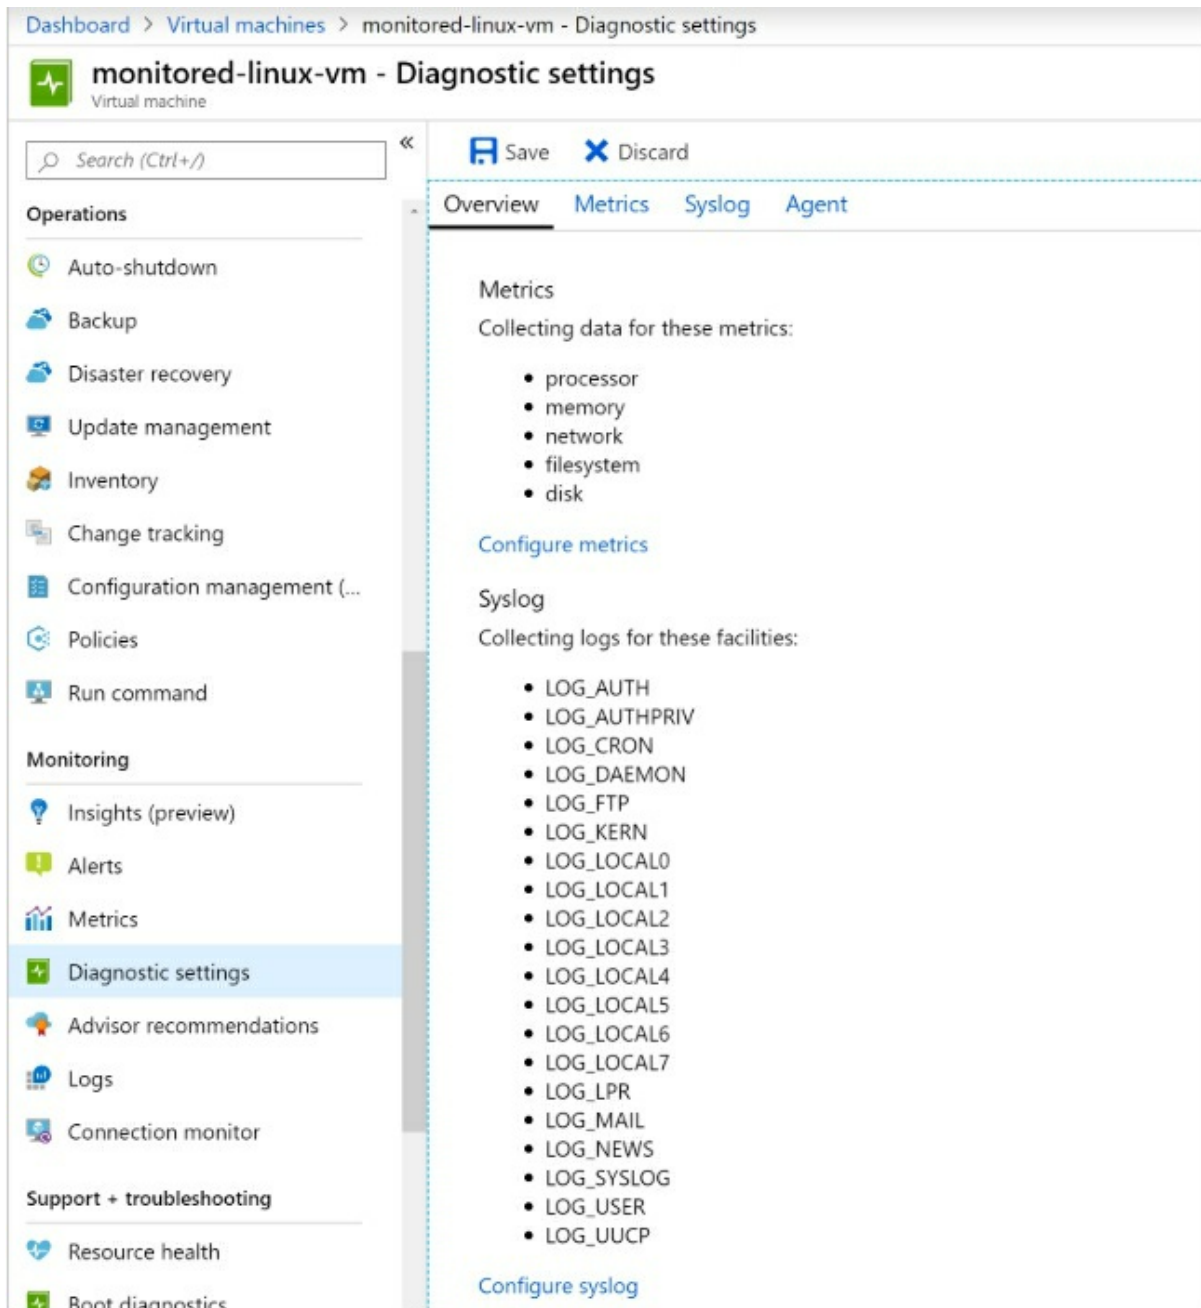 Dashboard > Virtual machines > monitored-linux-vm - Diagnostic settings
monitored-linux-vm - Diagnostic settings
Virtual machine
Search (Ctrl+/)
«
Operations
Auto-shutdown
Backup
Disaster recovery
Update management
Inventory
Change tracking
Configuration management (...
Policies
Run command
Monitoring
Insights (preview)
Alerts
Metrics
Diagnostic settings
Advisor recommendations
Logs
Connection monitor
Support + troubleshooting
Resource health
Boot diagnostics
Save Discard
Overview Metrics Syslog Agent
Metrics
Collecting data for these metrics:
• processor
• memory
• network
• filesystem
• disk
Configure metrics
Syslog
Collecting logs for these facilities:
• LOG_AUTH
• LOG_AUTHPRIV
• LOG_CRON
• LOG_DAEMON
• LOG_FTP
• LOG_KERN
• LOG_LOCAL0
• LOG_LOCAL1
• LOG_LOCAL2
• LOG_LOCAL3
• LOG_LOCAL4
• LOG_LOCAL5
• LOG_LOCAL6
• LOG_LOCAL7
• LOG_LPR
• LOG_MAIL
• LOG_NEWS
• LOG_SYSLOG
• LOG_USER
• LOG_UUCP
Configure syslog